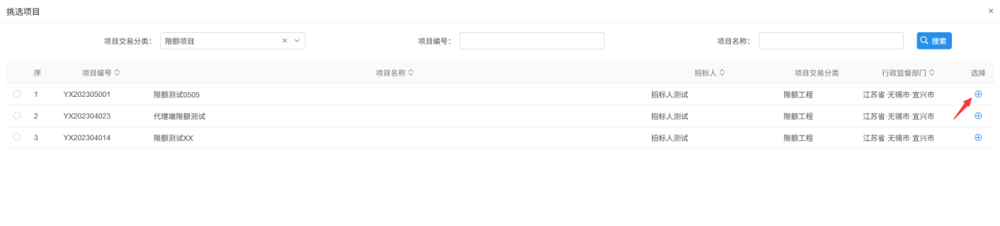 挑选项目 ×
项目交易分类： 限额项目 项目编号： 项目名称： 搜索
序 项目编号 项目名称 招标人 项目交易分类 行政监督部门 选择
1 YX202305001 限额测试0505 招标人测试 限额工程 江苏省·无锡市·宜兴市
2 YX202304023 代理端限额测试 招标人测试 限额工程 江苏省·无锡市·宜兴市
3 YX202304014 限额测试XX 招标人测试 限额工程 江苏省·无锡市·宜兴市